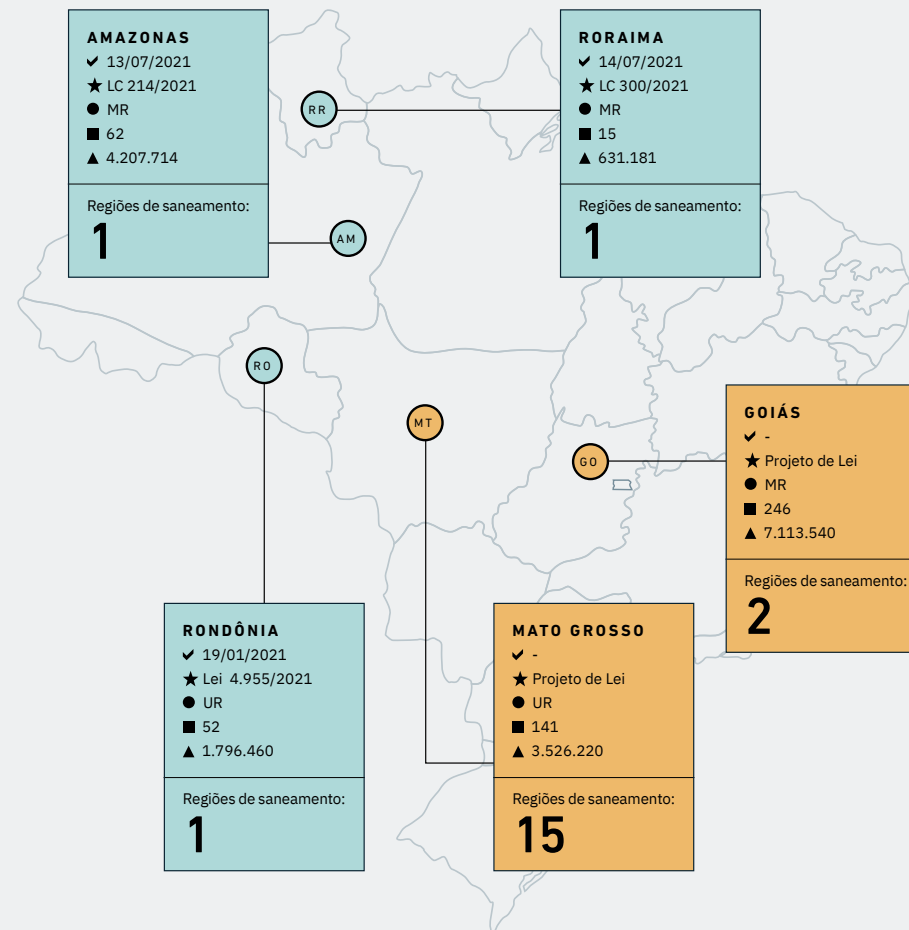 AMAZONAS
13/07/2021
LC 214/2021
MR
62
4.207.714
Regiões de saneamento:
1
RORAIMA
14/07/2021
LC 300/2021
MR
15
631.181
Regiões de saneamento:
1
RR
AM
RO
MT
GO
GOIÁS
-
Projeto de Lei
MR
246
7.113.540
Regiões de saneamento:
2
RONDÔNIA
19/01/2021
Lei 4.955/2021
UR
52
1.796.460
Regiões de saneamento:
1
MATO GROSSO
-
Projeto de Lei
UR
141
3.526.220
Regiões de saneamento:
15